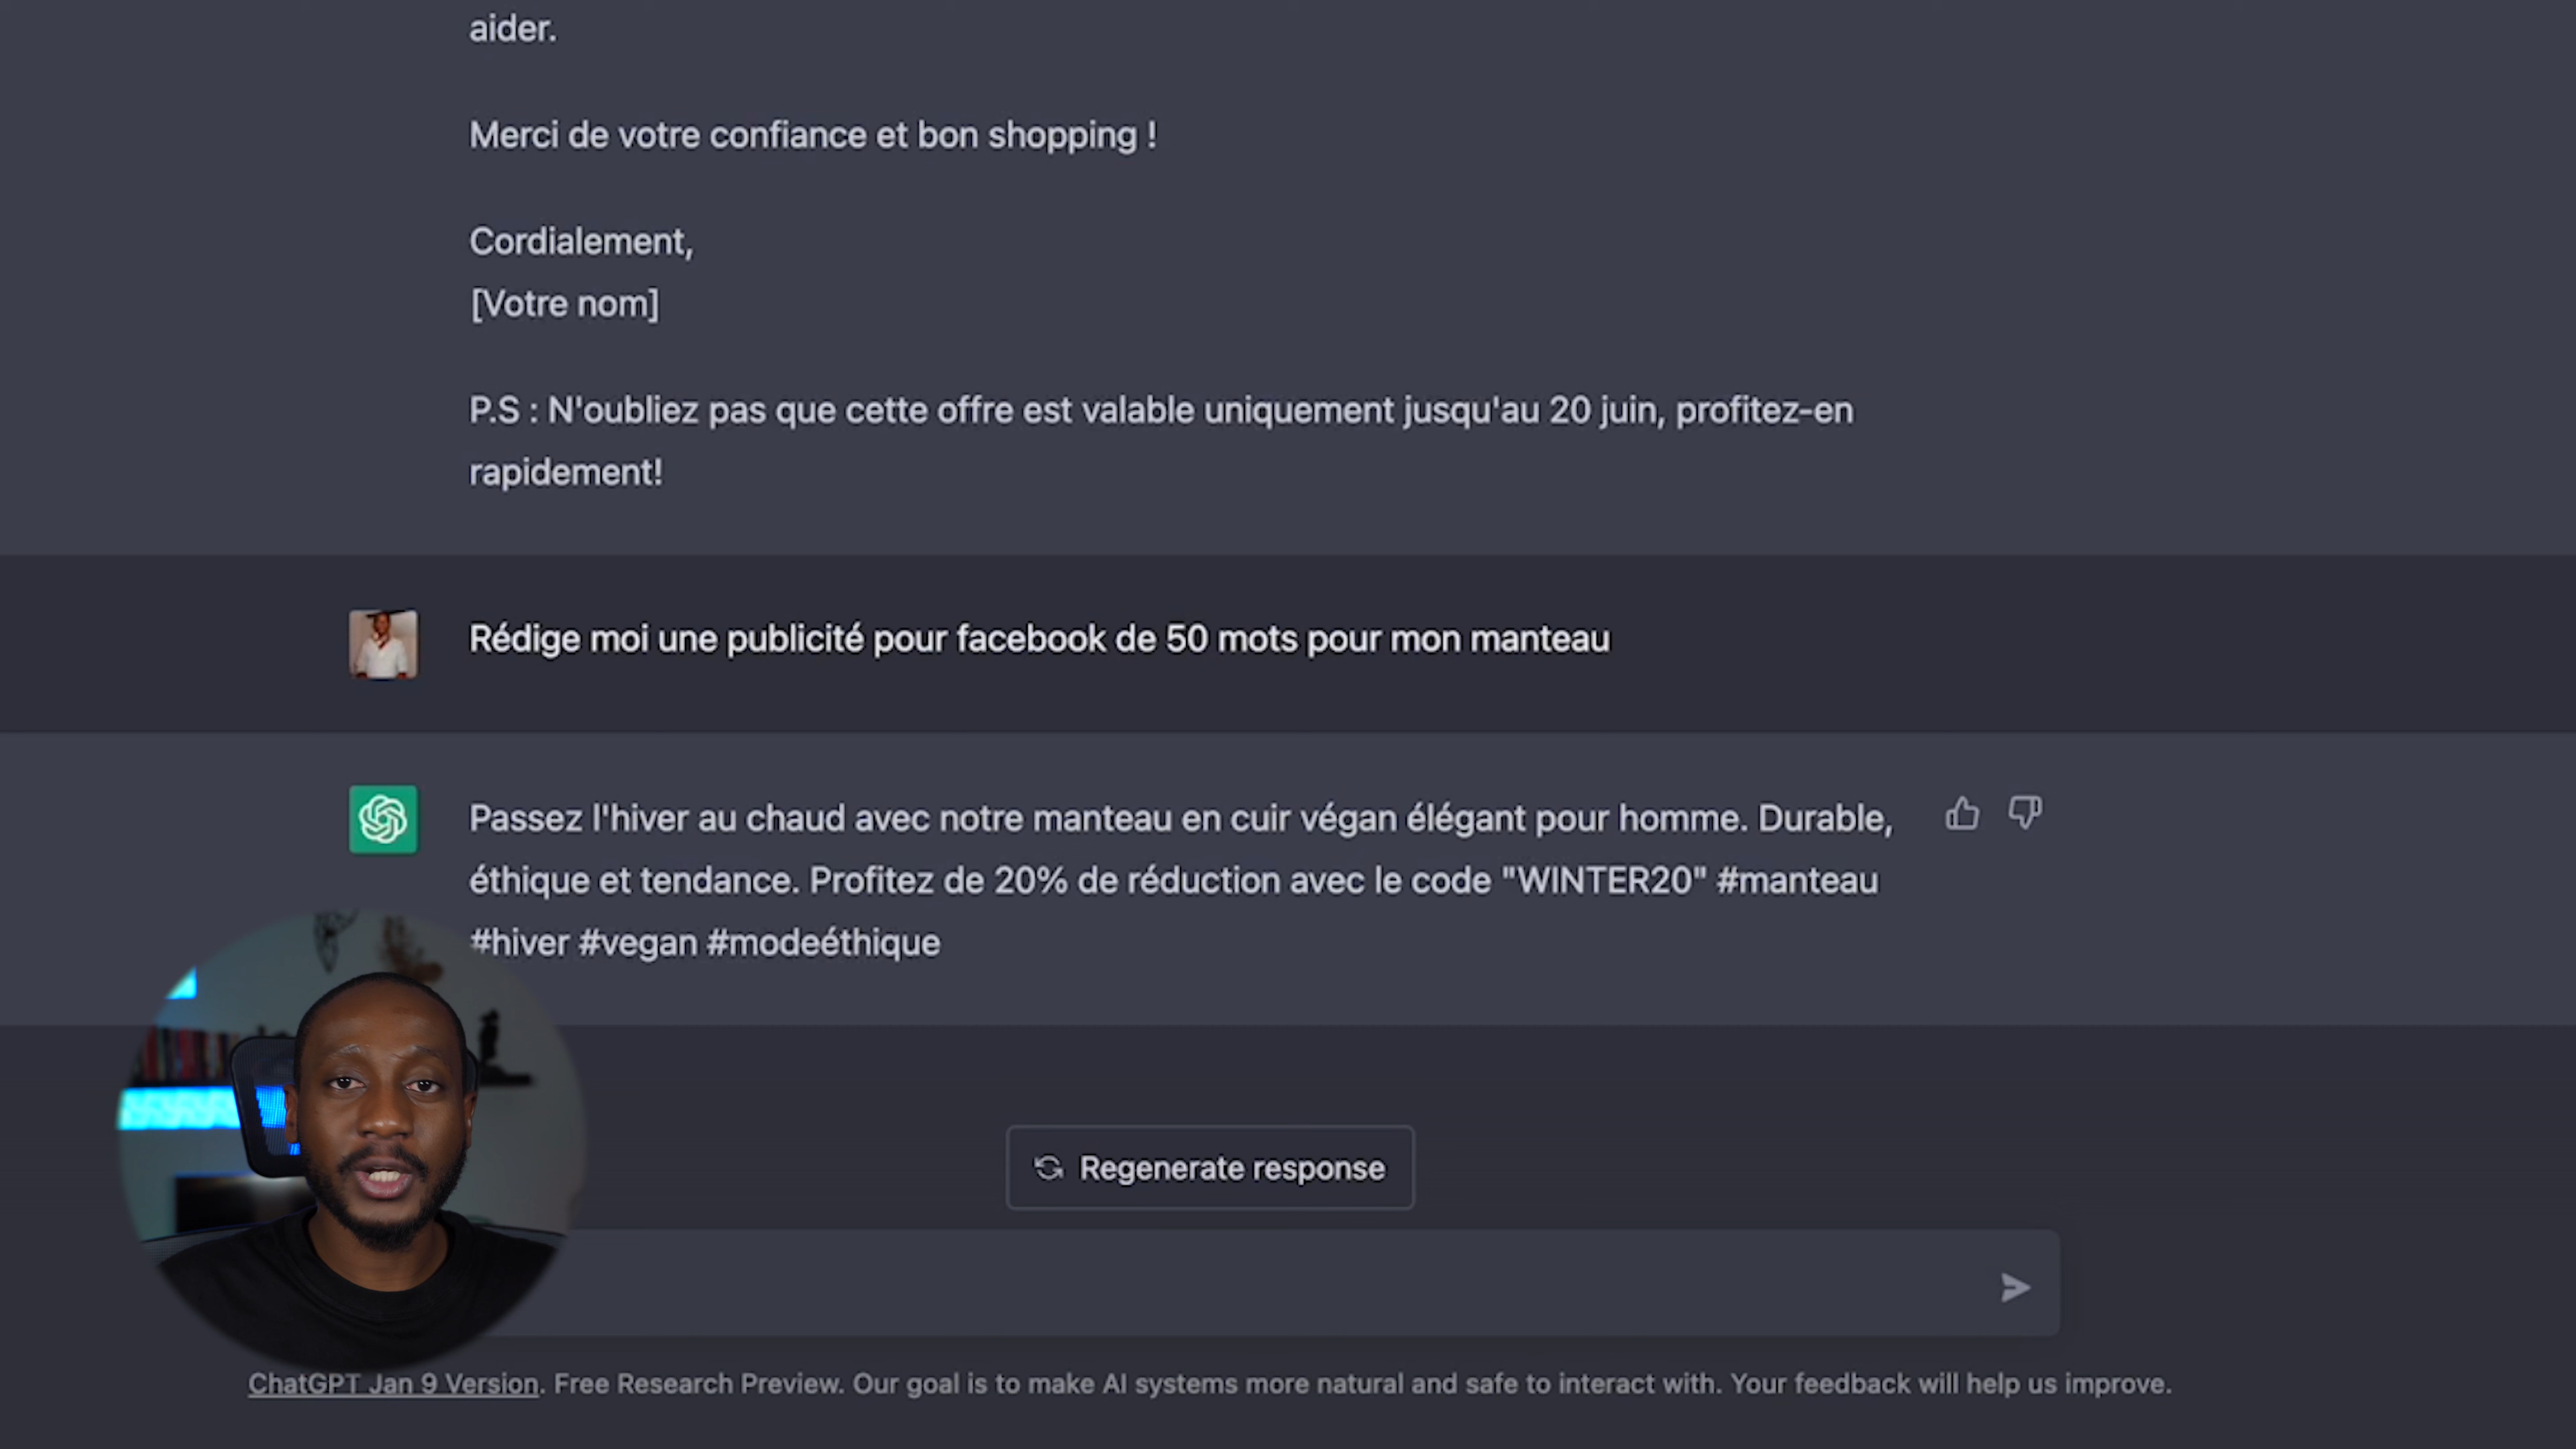 aider.
Merci de votre confiance et bon shopping !
Cordialement,
[Votre nom]
P.S : N'oubliez pas que cette offre est valable uniquement jusqu'au 20 juin, profitez-en
rapidement!
Rédige moi une publicité pour facebook de 50 mots pour mon manteau
Passez l'hiver au chaud avec notre manteau en cuir végan élégant pour homme. Durable,
éthique et tendance. Profitez de 20% de réduction avec le code "WINTER20" #manteau
#hiver #vegan #modeéthique
Regenerate response
ChatGPT Jan 9 Version. Free Research Preview. Our goal is to make AI systems more natural and safe to interact with. Your feedback will help us improve.